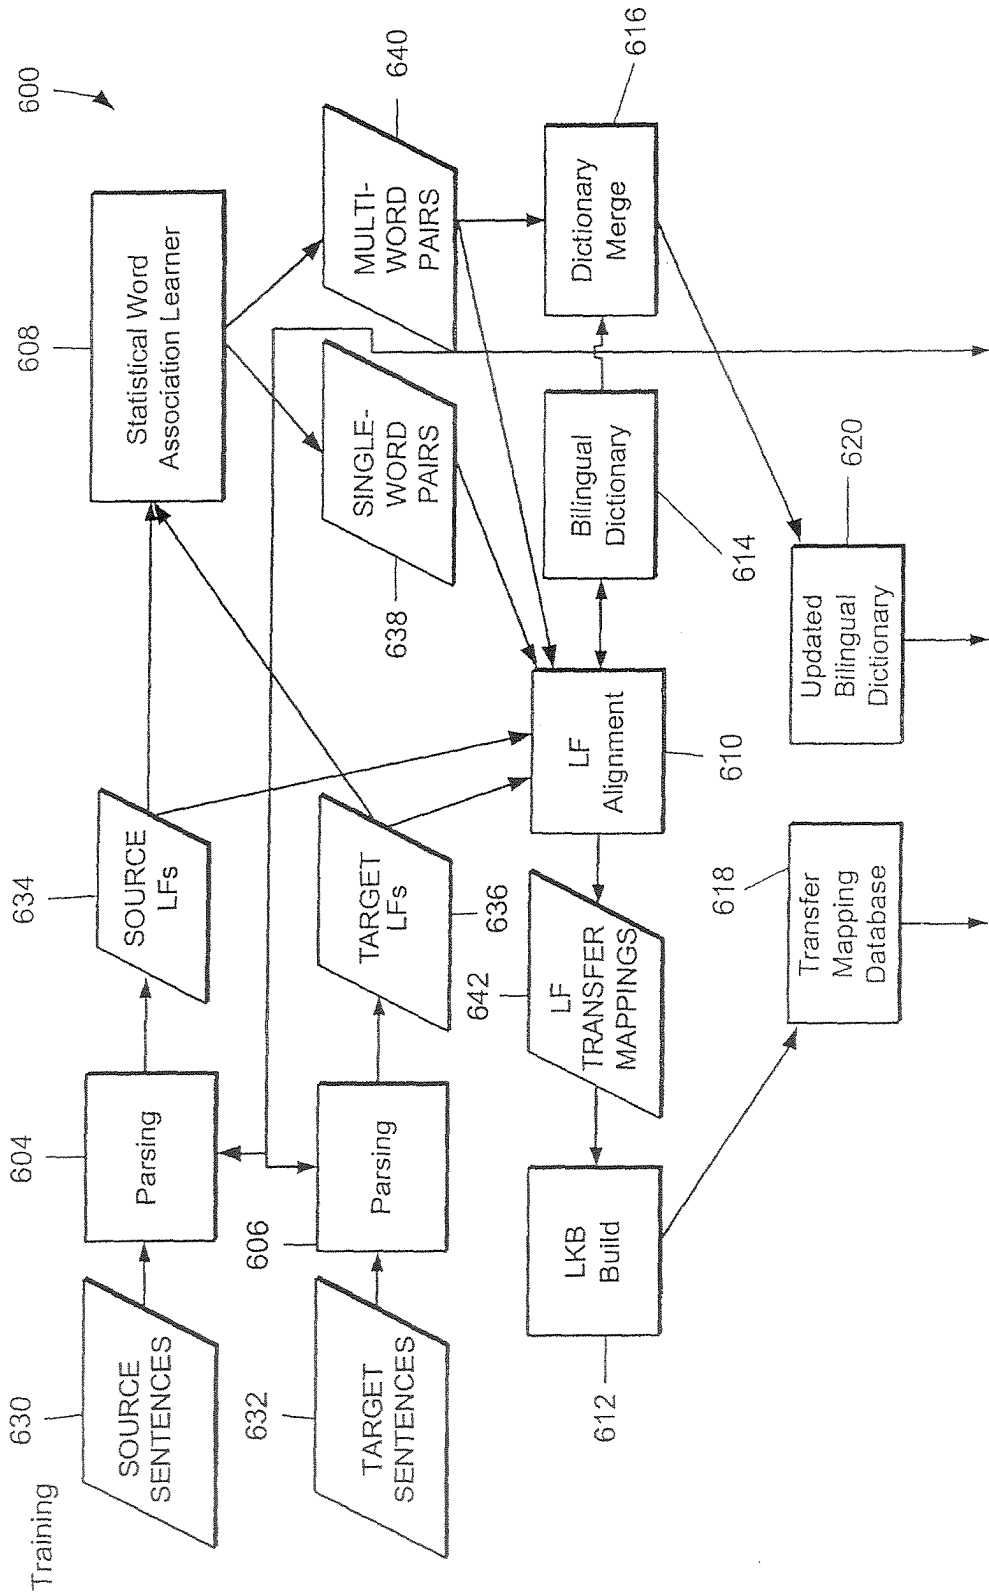 Training
600
630
SOURCE
SENTENCES
604
Parsing
634
SOURCE
LFs
608
Statistical Word
Association Learner
632
TARGET
SENTENCES
606
Parsing
TARGET
LFs
636
638
SINGLE-
WORD
PAIRS
640
MULTI-
WORD
PAIRS
612
LKB
Build
642
LF
TRANSFER
MAPPINGS
LF
Alignment
610
Bilingual
Dictionary
614
Dictionary
Merge
616
618
Transfer
Mapping
Database
Updated
Bilingual
Dictionary
620